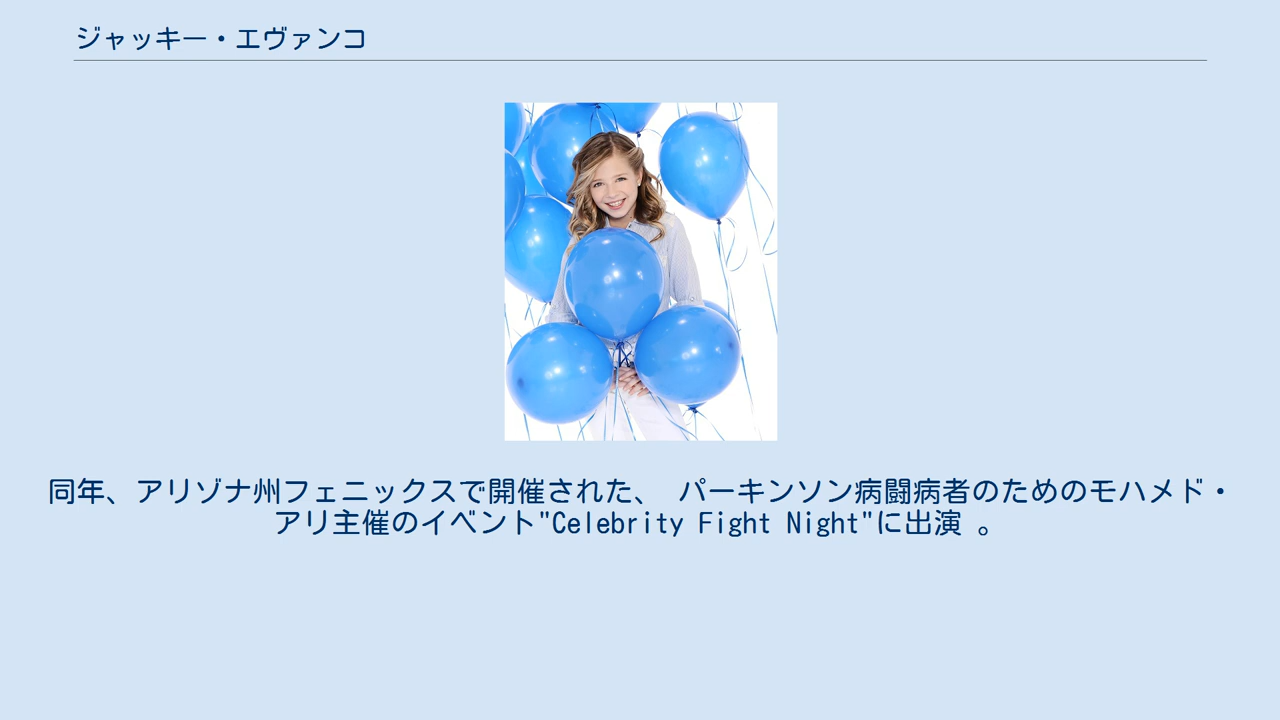 ジャッキー・エヴァンコ
同年、アリゾナ州フェニックスで開催された、 パーキンソン病闘病者のためのモハメド・
アリ主催のイベント"Celebrity Fight Night"に出演 。